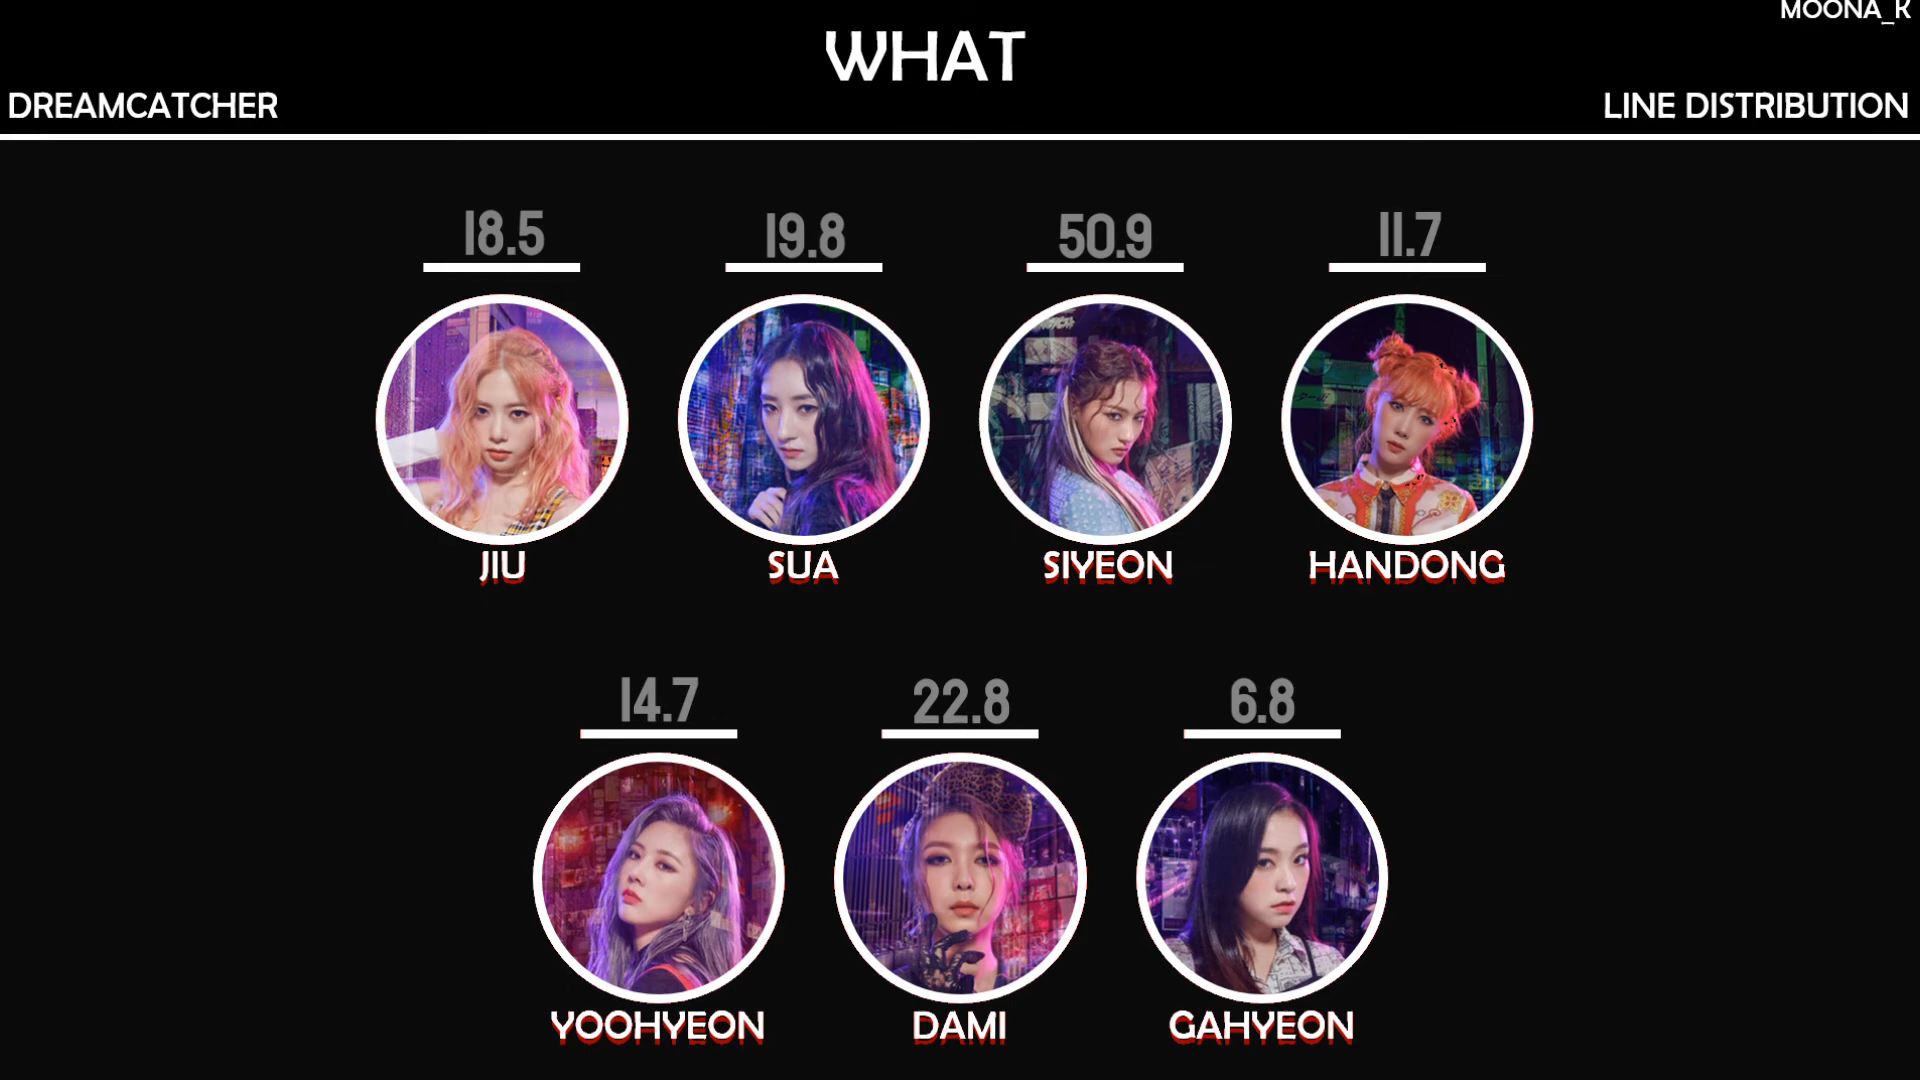 MOONA_K
WHAT
DREAMCATCHER
LINE DISTRIBUTION
18.5
19.8
50.9
11.7
JIU
SUA
SIYEON
HANDONG
14.7
22.8
6.8
YOOHYEON
DAMI
GAHYEON